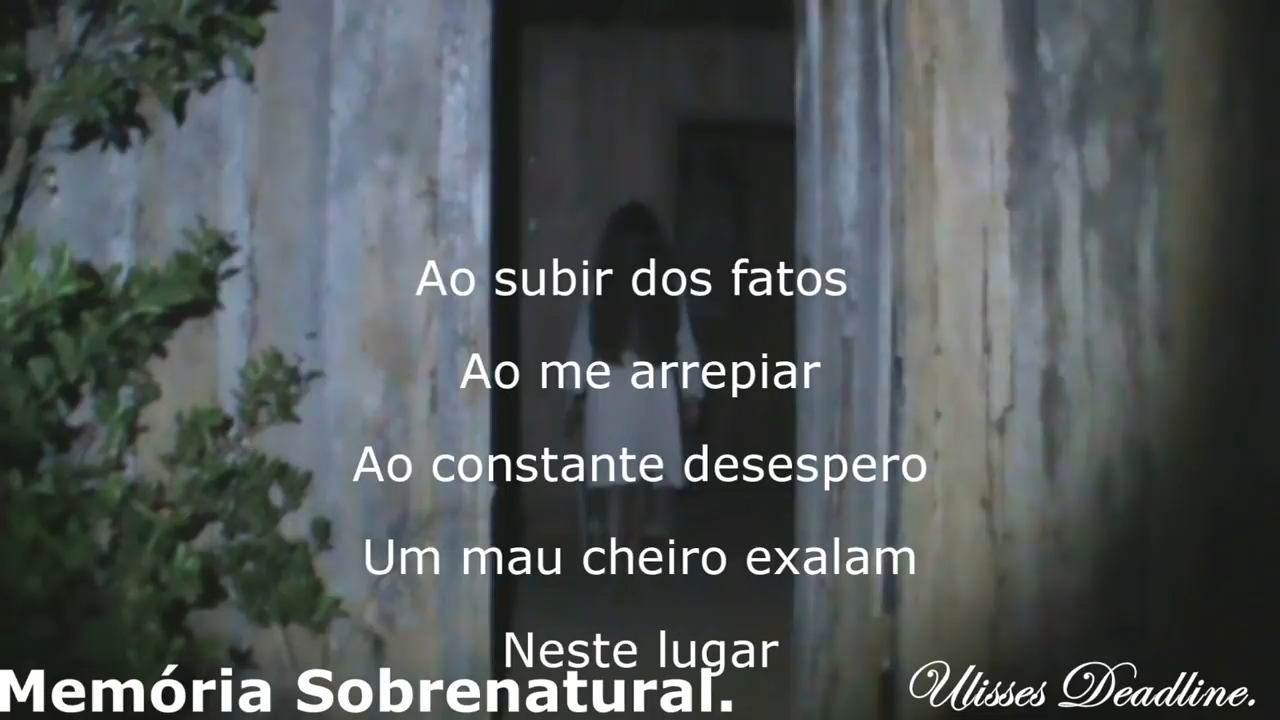 Ao subir dos fatos
Ao me arrepiar
Ao constante desespero
Um mau cheiro exalam
Neste lugar
Memória Sobrenatural.
Ulisses Deadline.